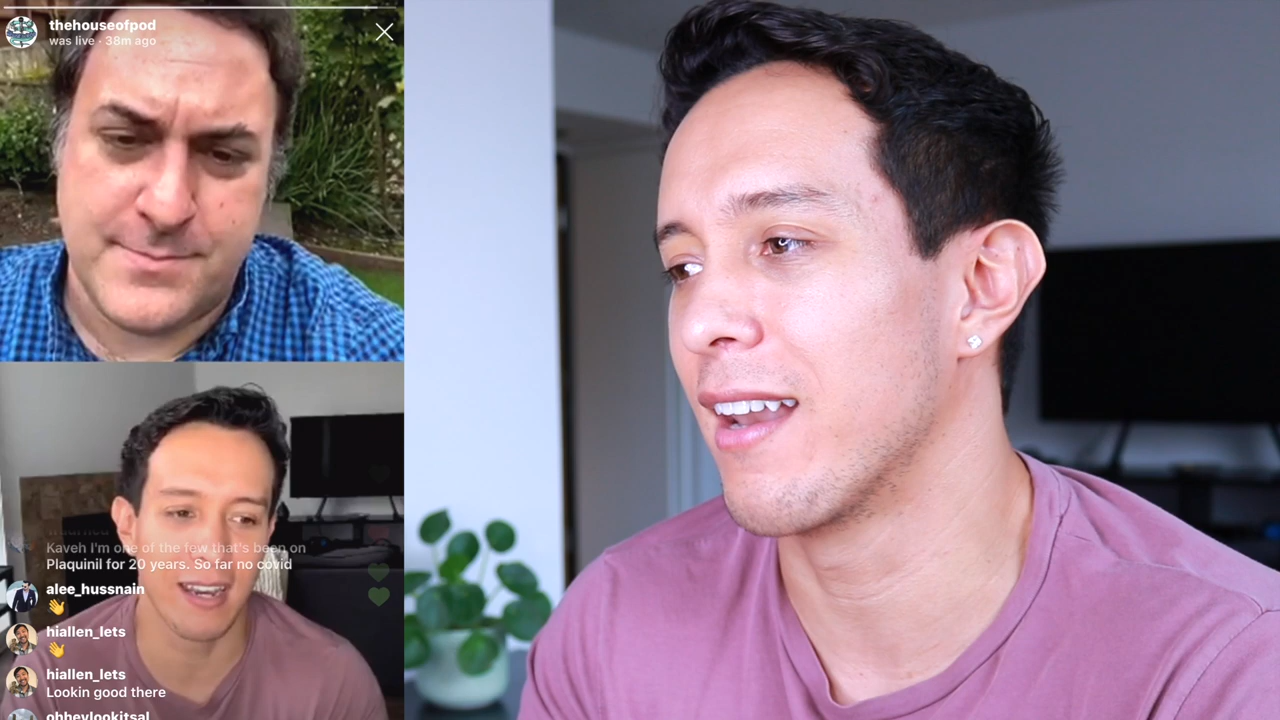 thehouseofpod
was live · 38m ago
Kaveh I'm one of the few that's been on
Plaquinil for 20 years. So far no covid
alee_hussnain
👋
hiallen_lets
👋
hiallen_lets
Lookin good there
ohheylookitsal